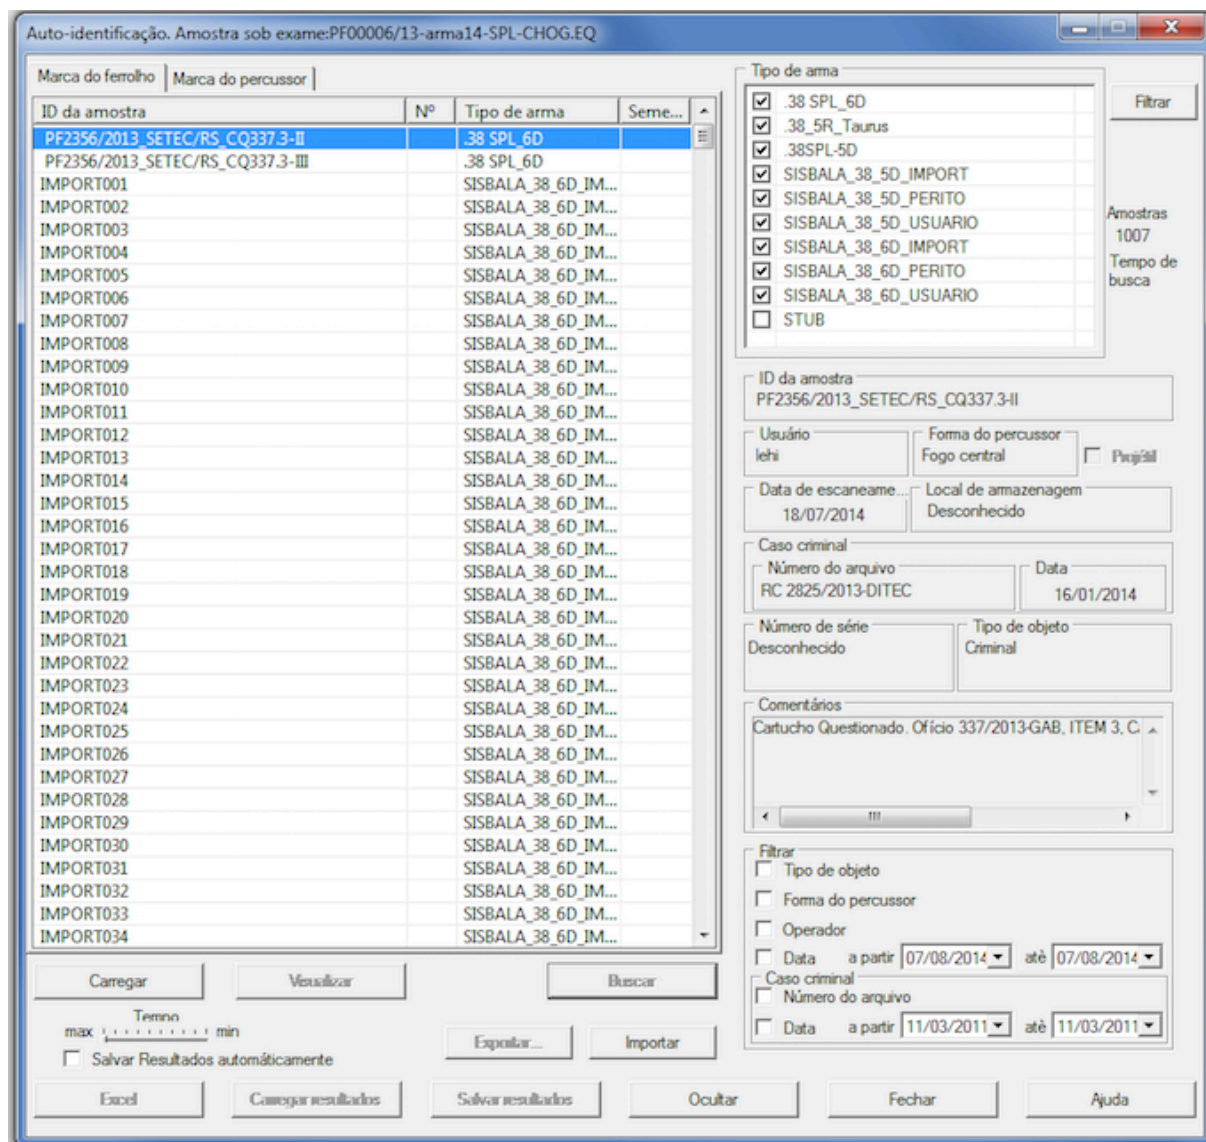 Auto-identificação. Amostra sob exame:PF00006/13-arma14-SPL-CHOG.EQ
Marca do ferrolho Marca do percussor
ID da amostra Nº Tipo de arma Seme...
PF2356/2013_SETEC/RS_CQ337.3-II .38 SPL_6D
PF2356/2013_SETEC/RS_CQ337.3-III .38 SPL_6D
IMPORT001 SISBALA_38_6D_IM...
IMPORT002 SISBALA_38_6D_IM...
IMPORT003 SISBALA_38_6D_IM...
IMPORT004 SISBALA_38_6D_IM...
IMPORT005 SISBALA_38_6D_IM...
IMPORT006 SISBALA_38_6D_IM...
IMPORT007 SISBALA_38_6D_IM...
IMPORT008 SISBALA_38_6D_IM...
IMPORT009 SISBALA_38_6D_IM...
IMPORT010 SISBALA_38_6D_IM...
IMPORT011 SISBALA_38_6D_IM...
IMPORT012 SISBALA_38_6D_IM...
IMPORT013 SISBALA_38_6D_IM...
IMPORT014 SISBALA_38_6D_IM...
IMPORT015 SISBALA_38_6D_IM...
IMPORT016 SISBALA_38_6D_IM...
IMPORT017 SISBALA_38_6D_IM...
IMPORT018 SISBALA_38_6D_IM...
IMPORT019 SISBALA_38_6D_IM...
IMPORT020 SISBALA_38_6D_IM...
IMPORT021 SISBALA_38_6D_IM...
IMPORT022 SISBALA_38_6D_IM...
IMPORT023 SISBALA_38_6D_IM...
IMPORT024 SISBALA_38_6D_IM...
IMPORT025 SISBALA_38_6D_IM...
IMPORT026 SISBALA_38_6D_IM...
IMPORT027 SISBALA_38_6D_IM...
IMPORT028 SISBALA_38_6D_IM...
IMPORT029 SISBALA_38_6D_IM...
IMPORT030 SISBALA_38_6D_IM...
IMPORT031 SISBALA_38_6D_IM...
IMPORT032 SISBALA_38_6D_IM...
IMPORT033 SISBALA_38_6D_IM...
IMPORT034 SISBALA_38_6D_IM...
Carregar Visualizar Buscar
Tempo
max min
Salvar Resultados automáticamente
Exportar... Importar
Tipo de arma
.38 SPL_6D
.38_5R_Taurus
.38SPL-5D
SISBALA_38_5D_IMPORT
SISBALA_38_5D_PERITO
SISBALA_38_5D_USUARIO
SISBALA_38_6D_IMPORT
SISBALA_38_6D_PERITO
SISBALA_38_6D_USUARIO
STUB
Filtrar
Amostras
1007
Tempo de
busca
ID da amostra
PF2356/2013_SETEC/RS_CQ337.3-II
Usuário Forma do percussor
lehi Fogo central Projétil
Data de escaneame... Local de armazenagem
18/07/2014 Desconhecido
Caso criminal
Número do arquivo Data
RC 2825/2013-DITEC 16/01/2014
Número de série Tipo de objeto
Desconhecido Criminal
Comentários
Cartucho Questionado. Ofício 337/2013-GAB, ITEM 3, C
Filtrar
Tipo de objeto
Forma do percussor
Operador
Data a partir 07/08/2014 atè 07/08/2014
Caso criminal
Número do arquivo
Data a partir 11/03/2011 atè 11/03/2011
Excel Carregar resultados Salvar resultados Ocultar Fechar Ajuda